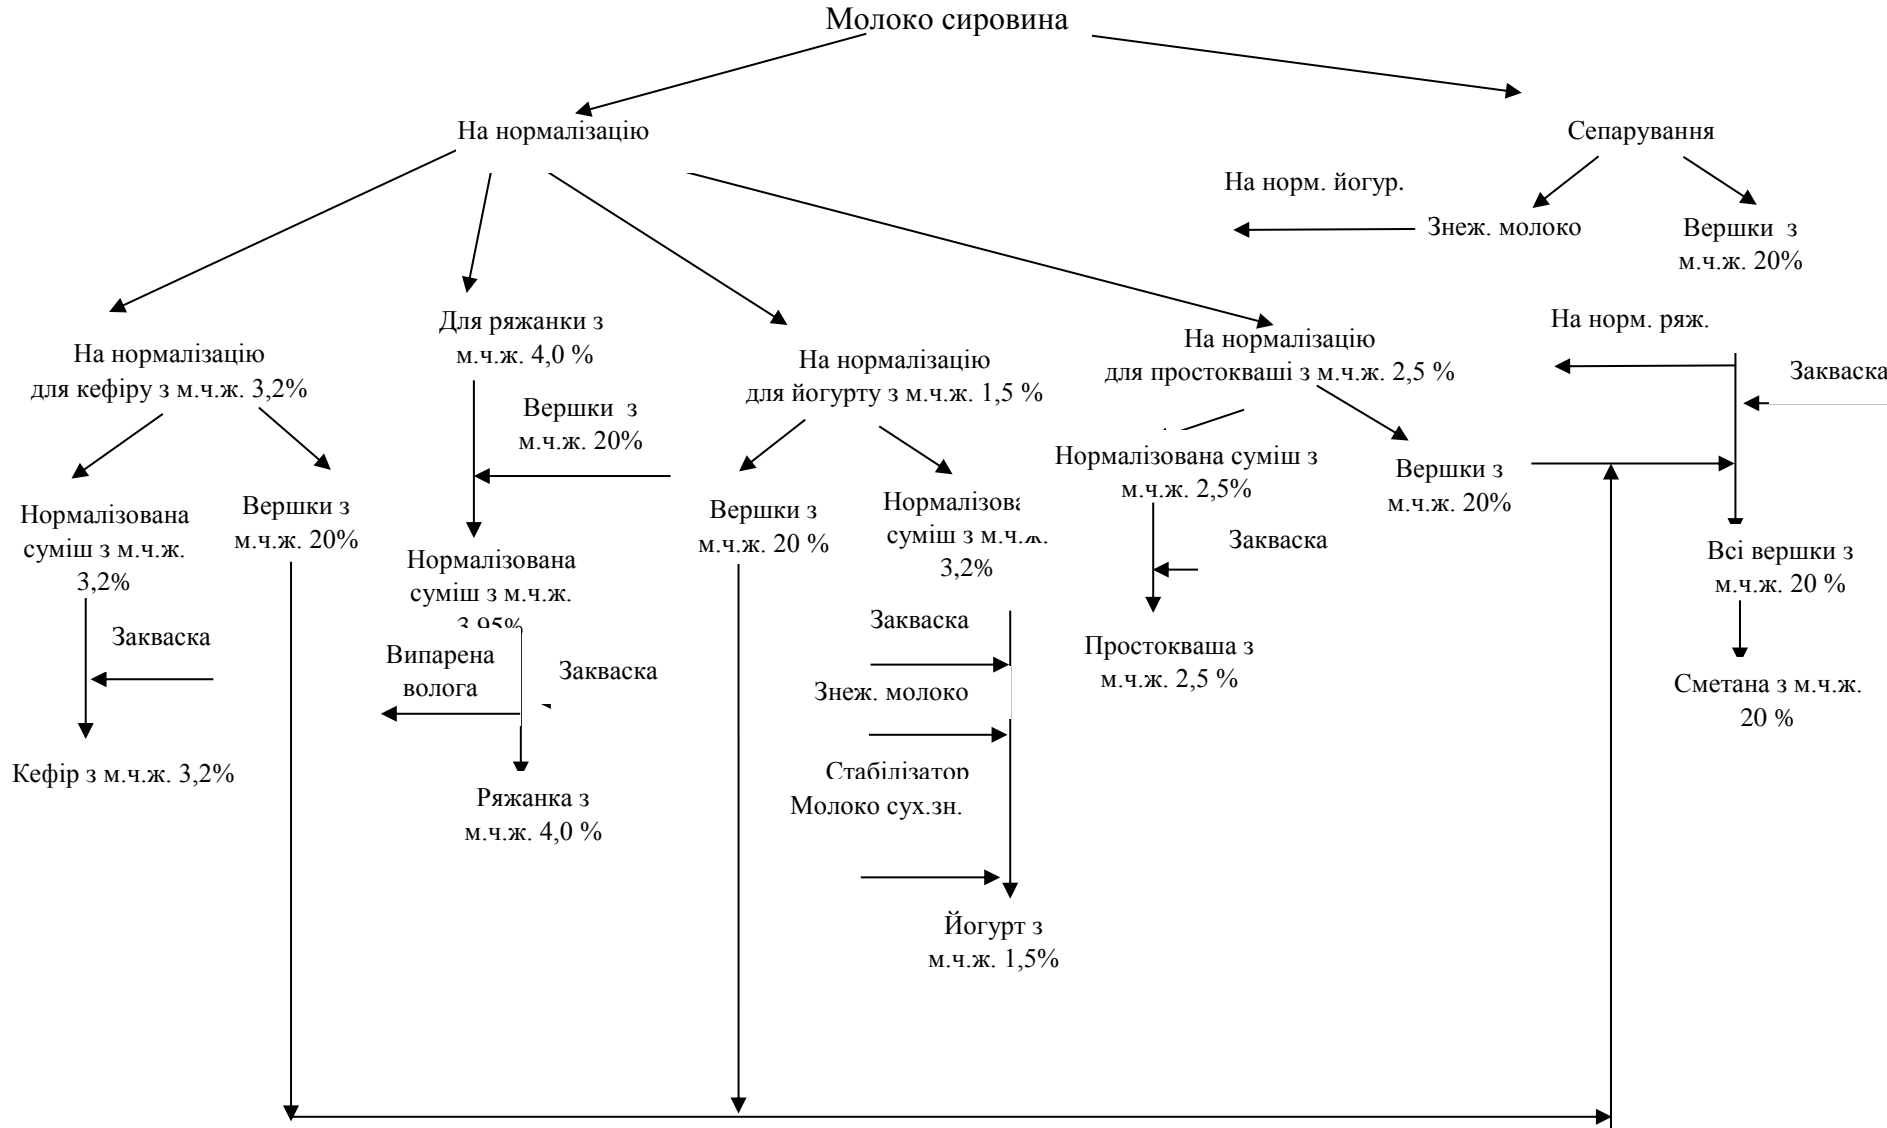 Молоко сировина
На нормалізацію
Сепарування
На норм. йогур.
Знеж. молоко
Вершки з
м.ч.ж. 20%
На нормалізацію
для кефіру з м.ч.ж. 3,2%
Для ряжанки з
м.ч.ж. 4,0 %
На нормалізацію
для йогурту з м.ч.ж. 1,5 %
На нормалізацію
для простокваші з м.ч.ж. 2,5 %
На норм. ряж.
Закваска
Вершки з
м.ч.ж. 20%
Нормалізована
суміш з м.ч.ж.
3,2%
Вершки з
м.ч.ж. 20%
Нормалізована
суміш з м.ч.ж.
3,95%
Вершки з
м.ч.ж. 20 %
Нормалізова
суміш з м.ч.ж.
3,2%
Нормалізована суміш з
м.ч.ж. 2,5%
Вершки з
м.ч.ж. 20%
Закваска
Всі вершки з
м.ч.ж. 20 %
Закваска
Випарена
волога
Закваска
Закваска
Знеж. молоко
Стабілізатор
Молоко сух.зн.
Простокваша з
м.ч.ж. 2,5 %
Сметана з м.ч.ж.
20 %
Кефір з м.ч.ж. 3,2%
Ряжанка з
м.ч.ж. 4,0 %
Йогурт з
м.ч.ж. 1,5%